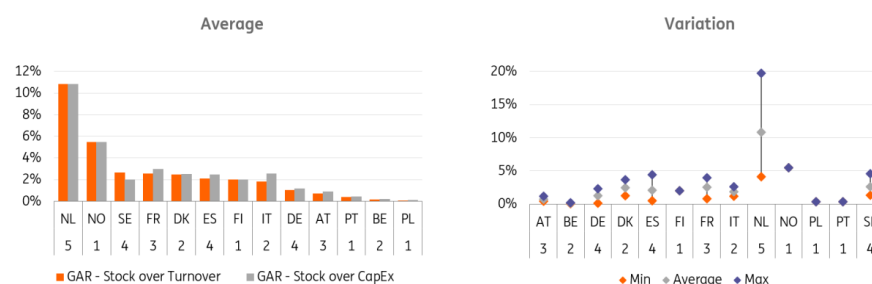 Average
12%
10%
8%
6%
4%
2%
0%
NL NO SE FR DK ES FI IT DE AT PT BE PL
5 1 4 3 2 4 1 2 4 3 1 2 1
GAR - Stock over Turnover GAR - Stock over CapEx
Variation
20%
15%
10%
5%
0%
AT BE DE DK ES FI FR IT NL NO PL PT SE
3 2 4 2 4 1 3 2 5 1 1 1 4
Min Average Max